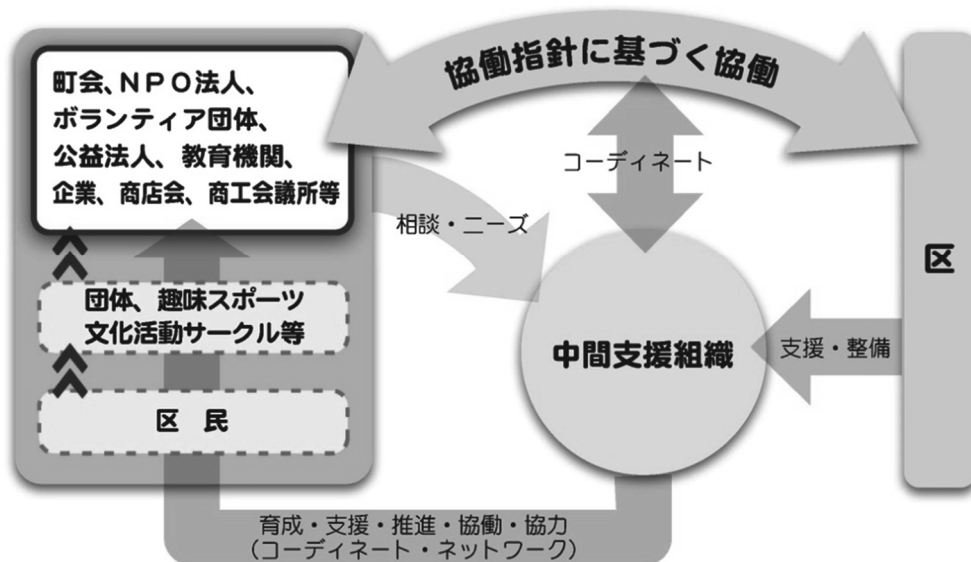 協働指針に基づく協働
町会、NPO法人、
ボランティア団体、
公益法人、教育機関、
企業、商店会、商工会議所等
コーディネート
相談・ニーズ
区
団体、趣味スポーツ
文化活動サークル等
中間支援組織
支援・整備
区 民
育成・支援・推進・協働・協力
(コーディネート・ネットワーク)